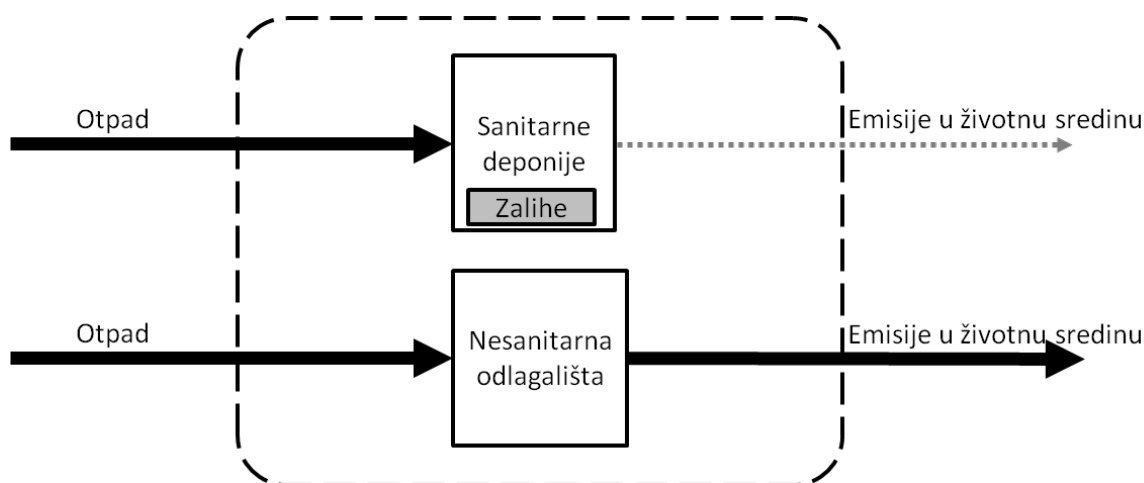 Otpad
Sanitarne
deponije
Zalihe
Emisije u životnu sredinu
Otpad
Nesanitarna
odlagališta
Emisije u životnu sredinu